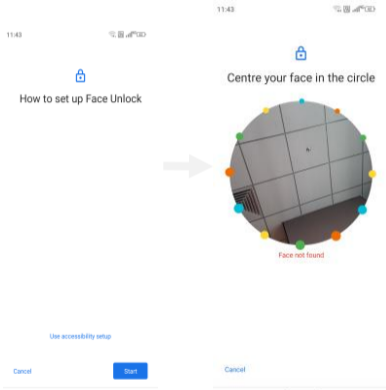 11:43
How to set up Face Unlock
Use accessibility setup
Cancel
Start
11:43
Centre your face in the circle
Face not found
Cancel